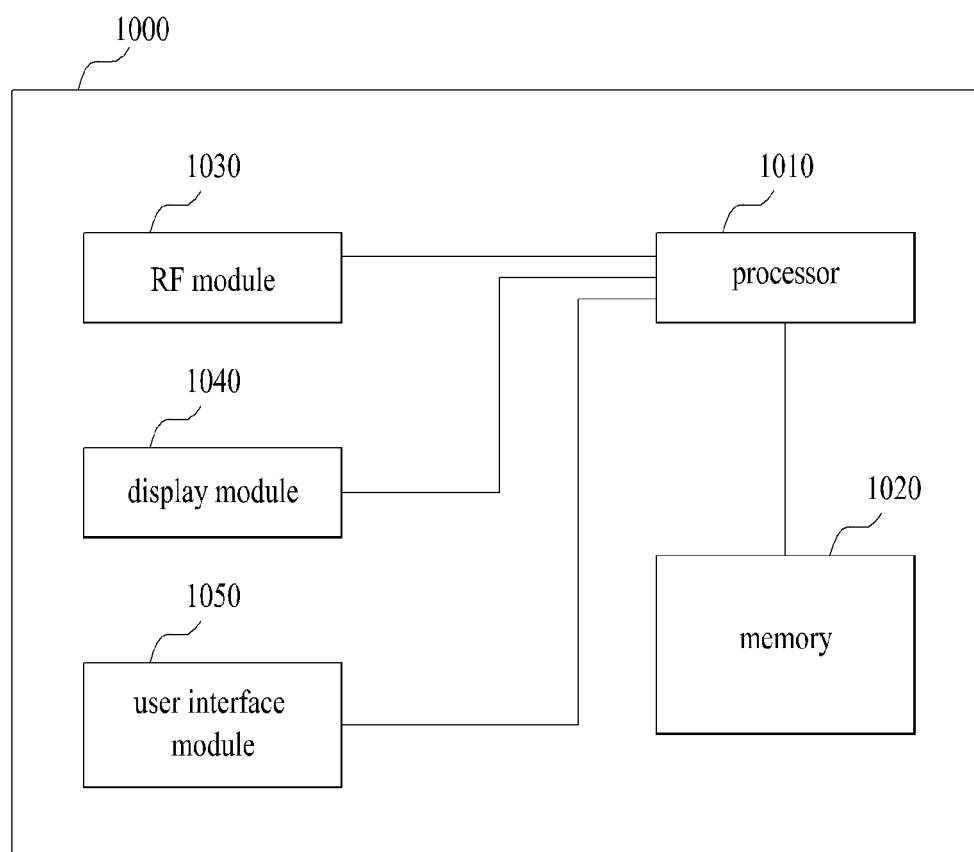 1000
1030
1010
RF module
processor
1040
display module
1020
memory
1050
user interface
module